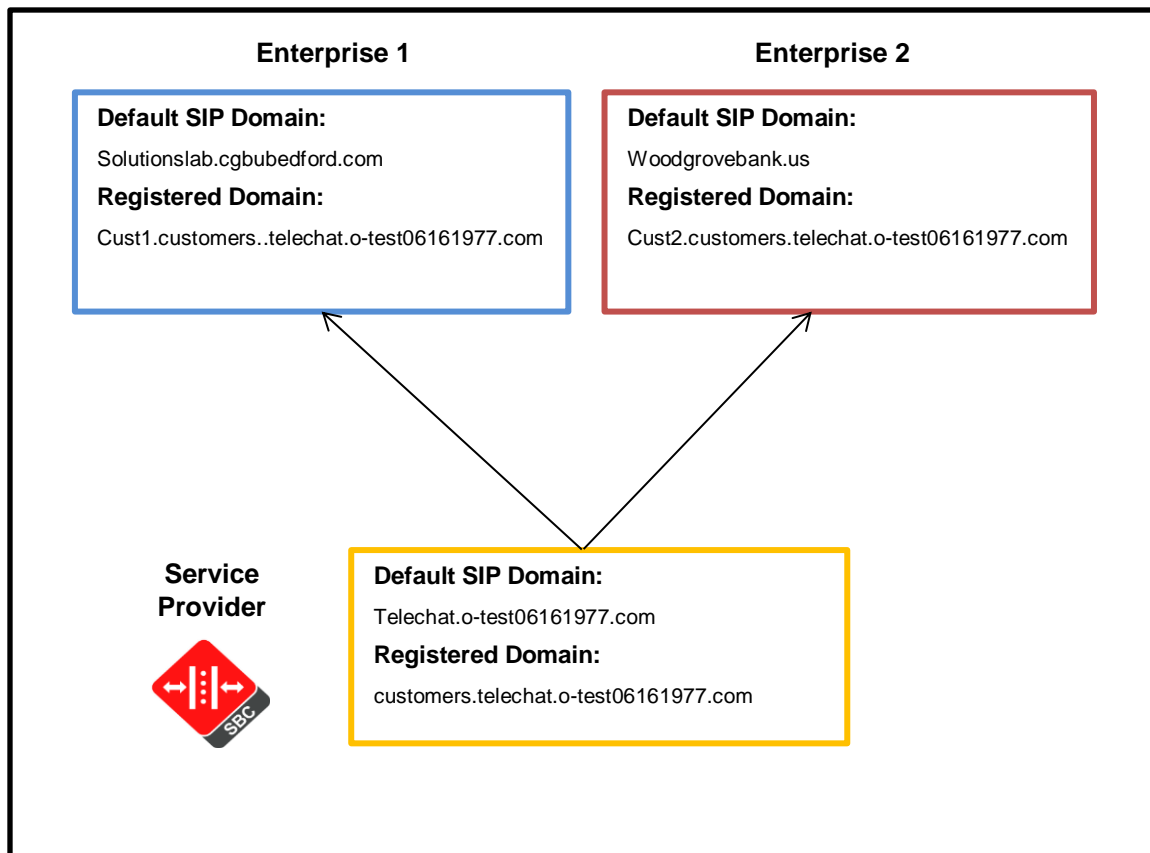 Enterprise 1
Enterprise 2
Default SIP Domain:
Solutionslab.cgbubedford.com
Registered Domain:
Cust1.customers..telechat.o-test06161977.com
Default SIP Domain:
Woodgrovebank.us
Registered Domain:
Cust2.customers.telechat.o-test06161977.com
Service
Provider
SBC
Default SIP Domain:
Telechat.o-test06161977.com
Registered Domain:
customers.telechat.o-test06161977.com